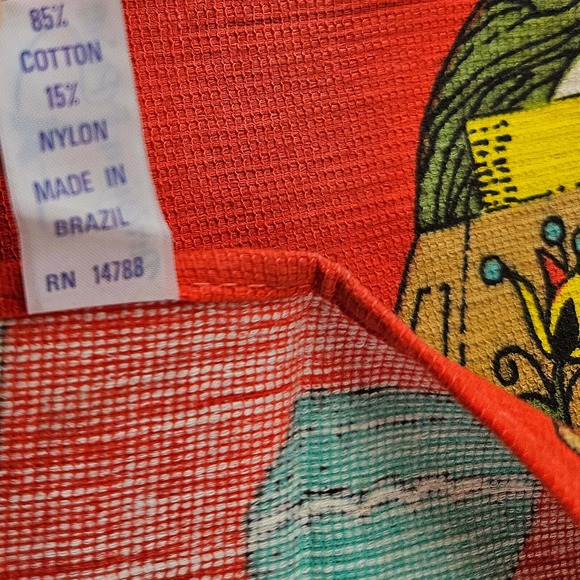 85%
COTTON
15%
NYLON
MADE IN
BRAZIL
RN 14788